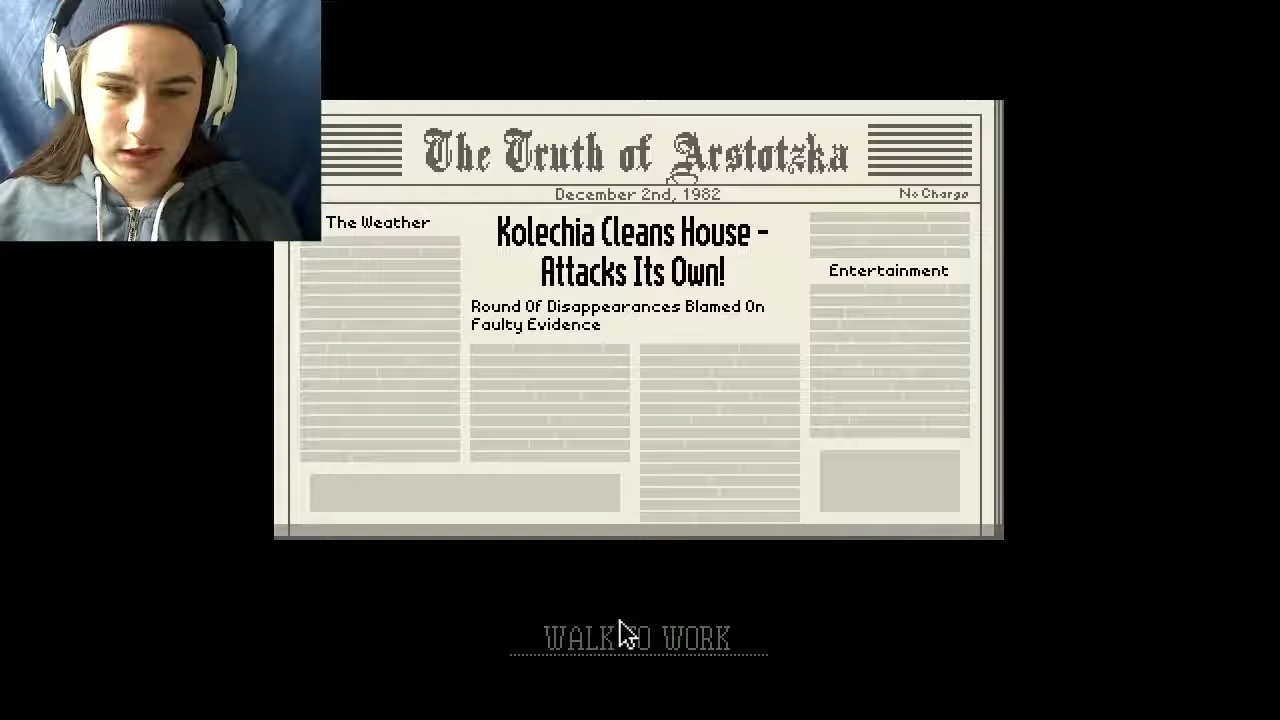 The Truth of Arstotzka
December 2nd, 1982
No Charge
The Weather
Kolechia Cleans House -
Attacks Its Own!
Round Of Disappearances Blamed On
Faulty Evidence
Entertainment
WALK TO WORK